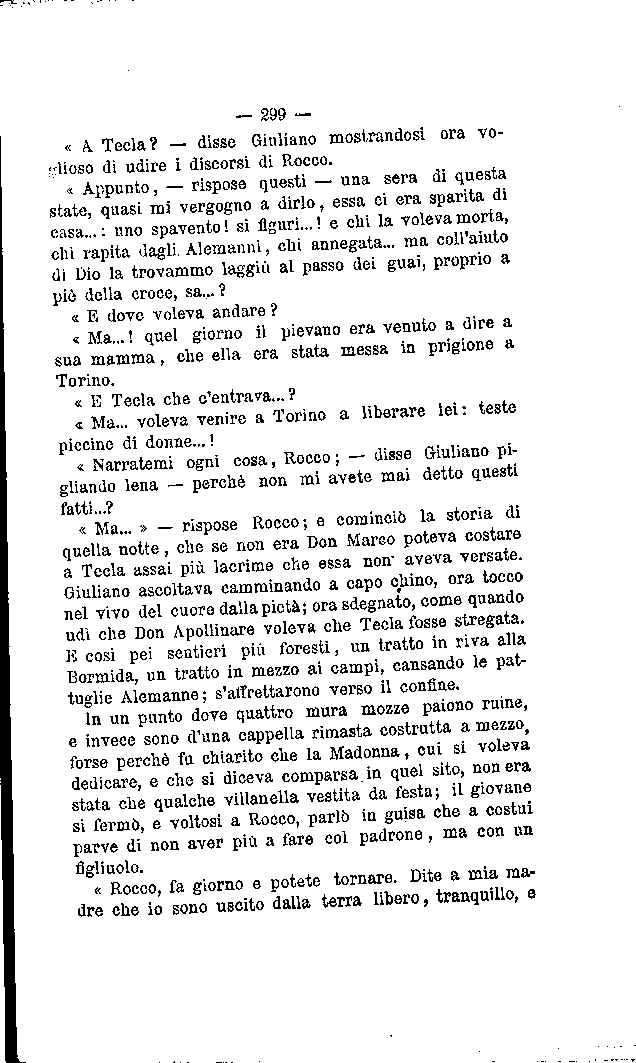 — 299 —
« A Tecla? — disse Giuliano mostrandosi ora vo-
glioso di udire i discorsi di Rocco.
« Appunto, — rispose questi — una sera di questa
state, quasi mi vergogno a dirlo, essa ci era sparita di
casa...: uno spavento! si figuri...! e chi la voleva morta,
chi rapita dagli Alemanni, chi annegata... ma coll'aiuto
di Dio la trovammo laggiù al passo dei guai, proprio a
piè della croce, sa...?
« E dove voleva andare?
« Ma...! quel giorno il pievano era venuto a dire a
sua mamma, che ella era stata messa in prigione a
Torino.
« E Tecla che c'entrava...?
« Ma... voleva venire a Torino a liberare lei: teste
piccine di donne...!
« Narratemi ogni cosa, Rocco; — disse Giuliano pi-
gliando lena — perchè non mi avete mai detto questi
fatti...?
« Ma... » — rispose Rocco; e cominciò la storia di
quella notte, che se non era Don Marco poteva costare
a Tecla assai più lacrime che essa non aveva versate.
Giuliano ascoltava camminando a capo chino, ora tocco
nel vivo del cuore dalla pietà; ora sdegnato, come quando
udì che Don Apollinare voleva che Tecla fosse stregata.
E così pei sentieri più foresti, un tratto in riva alla
Bormida, un tratto in mezzo ai campi, cansando le pat-
tuglie Alemanne; s'affrettarono verso il confine.
In un punto dove quattro mura mozze paiono ruine,
e invece sono d'una cappella rimasta costrutta a mezzo,
forse perchè fu chiarito che la Madonna, cui si voleva
dedicare, e che si diceva comparsa in quel sito, non era
stata che qualche villanella vestita da festa; il giovane
si fermò, e voltosi a Rocco, parlò in guisa che a costui
parve di non aver più a fare col padrone, ma con un
figliuolo.
« Rocco, fa giorno e potete tornare. Dite a mia ma-
dre che io sono uscito dalla terra libero, tranquillo, e